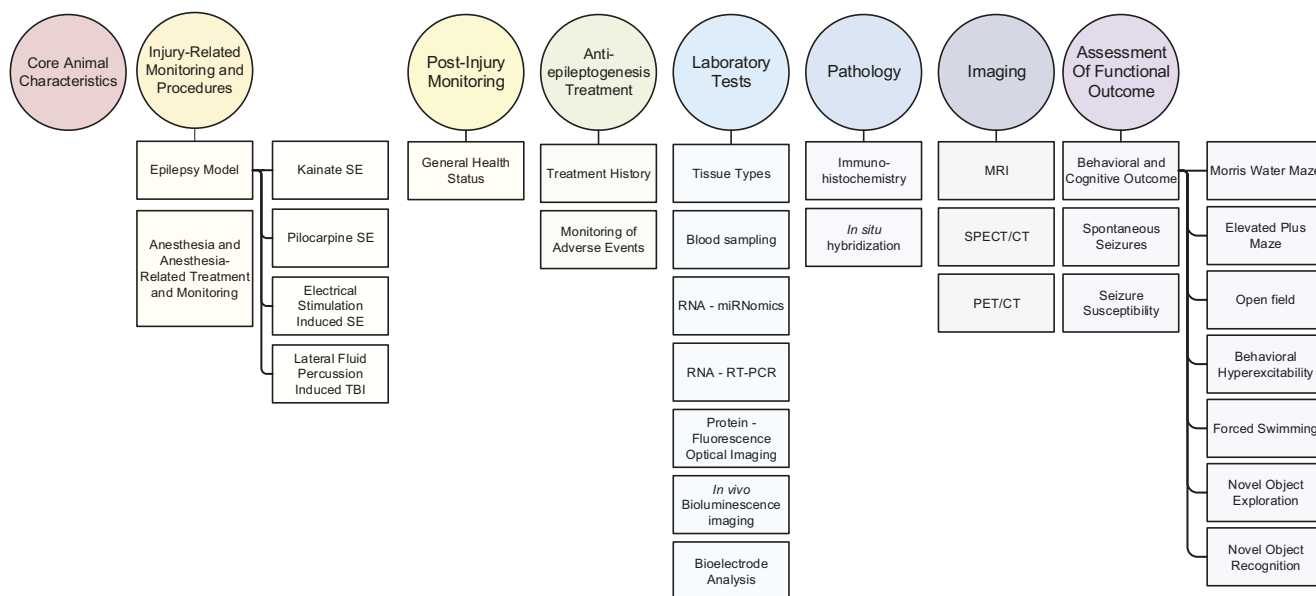 Core Animal
Characteristics
Injury-Related
Monitoring and
Procedures
Epilepsy Model
Anesthesia and
Anesthesia-
Related Treatment
and Monitoring
Kainate SE
Pilocarpine SE
Electrical
Stimulation
Induced SE
Lateral Fluid
Percussion
Induced TBI
Post-Injury
Monitoring
General Health
Status
Anti-
epileptogenesis
Treatment
Treatment History
Monitoring of
Adverse Events
Laboratory
Tests
Tissue Types
Blood sampling
RNA - miRNomics
RNA - RT-PCR
Protein -
Fluorescence
Optical Imaging
In vivo
Bioluminescence
imaging
Bioelectrode
Analysis
Pathology
Immuno-
histochemistry
In situ
hybridization
Imaging
MRI
SPECT/CT
PET/CT
Assessment
Of Functional
Outcome
Behavioral and
Cognitive Outcome
Spontaneous
Seizures
Seizure
Susceptibility
Morris Water Maze
Elevated Plus
Maze
Open field
Behavioral
Hyperexcitability
Forced Swimming
Novel Object
Exploration
Novel Object
Recognition